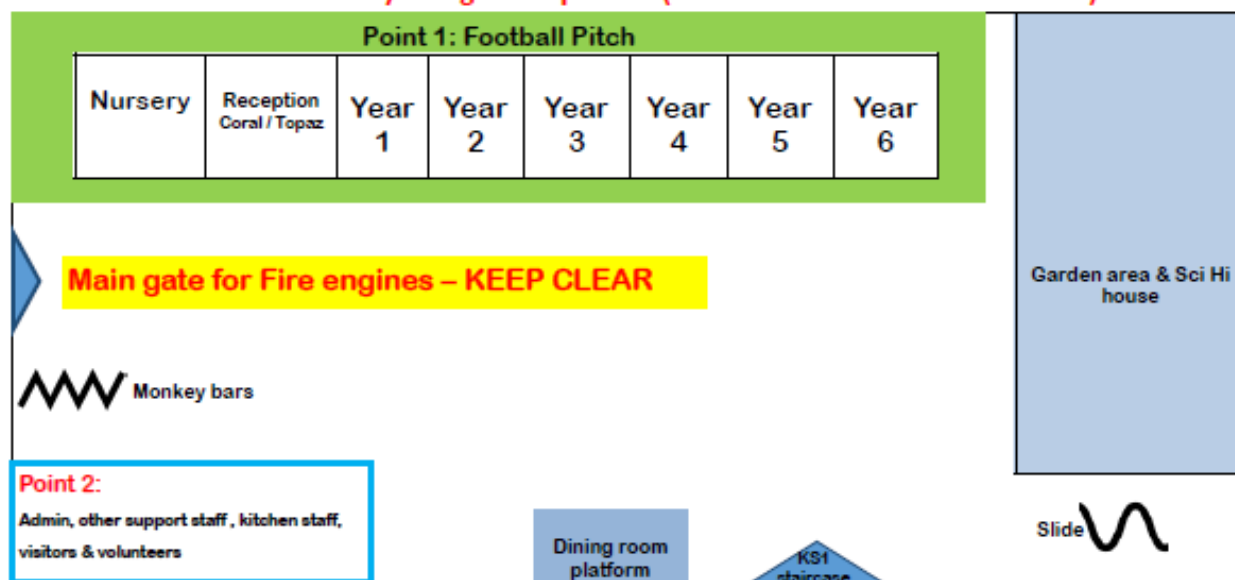 Point 1: Football Pitch
Nursery
Reception
Coral / Topaz
Year
1
Year
2
Year
3
Year
4
Year
5
Year
6
Main gate for Fire engines – KEEP CLEAR
Garden area & Sci Hi
house
Monkey bars
Point 2:
Admin, other support staff , kitchen staff,
visitors & volunteers
Dining room
platform
KS1
staircase
Slide